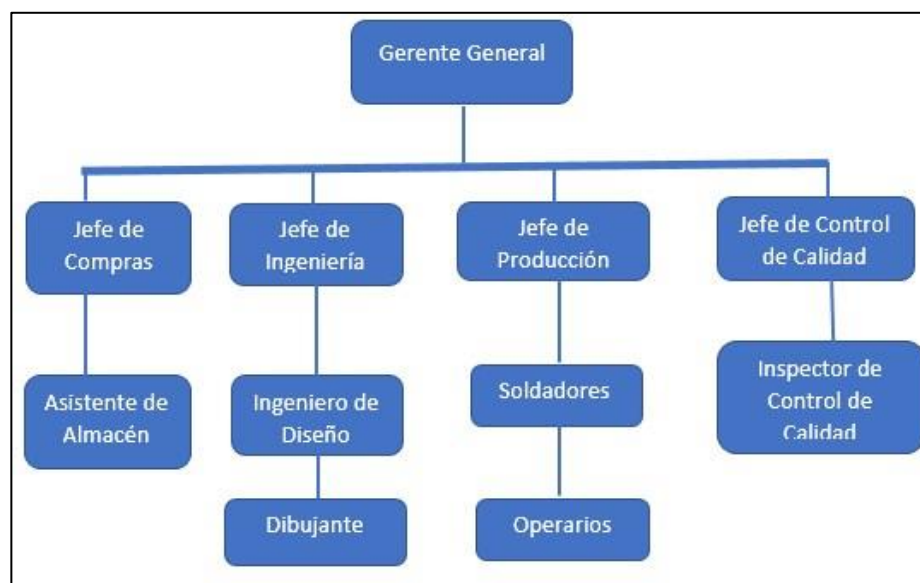 Gerente General
Jefe de
Compras
Jefe de
Ingeniería
Jefe de
Producción
Jefe de Control
de Calidad
Asistente de
Almacén
Ingeniero de
Diseño
Soldadores
Inspector de
Control de
Calidad
Dibujante
Operarios